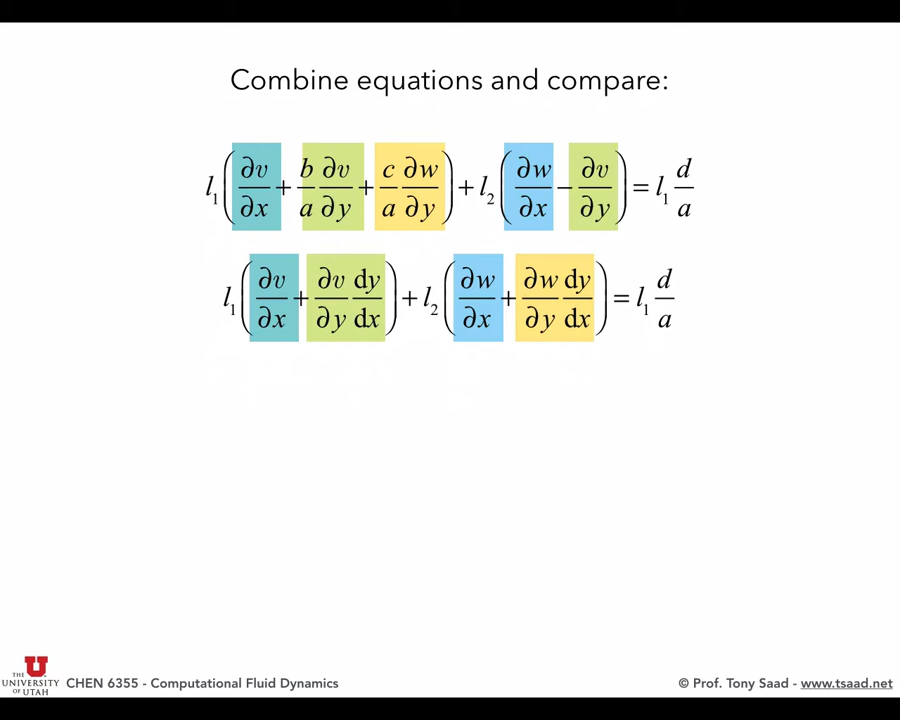 Combine equations and compare:
l₁(∂v/∂x + b/a ∂v/∂y + c/a ∂w/∂y) + l₂(∂w/∂x − ∂v/∂y) = l₁ d/a
l₁(∂v/∂x + ∂v/∂y dy/dx) + l₂(∂w/∂x + ∂w/∂y dy/dx) = l₁ d/a
THE
UNIVERSITY
OF UTAH
CHEN 6355 - Computational Fluid Dynamics
© Prof. Tony Saad - www.tsaad.net